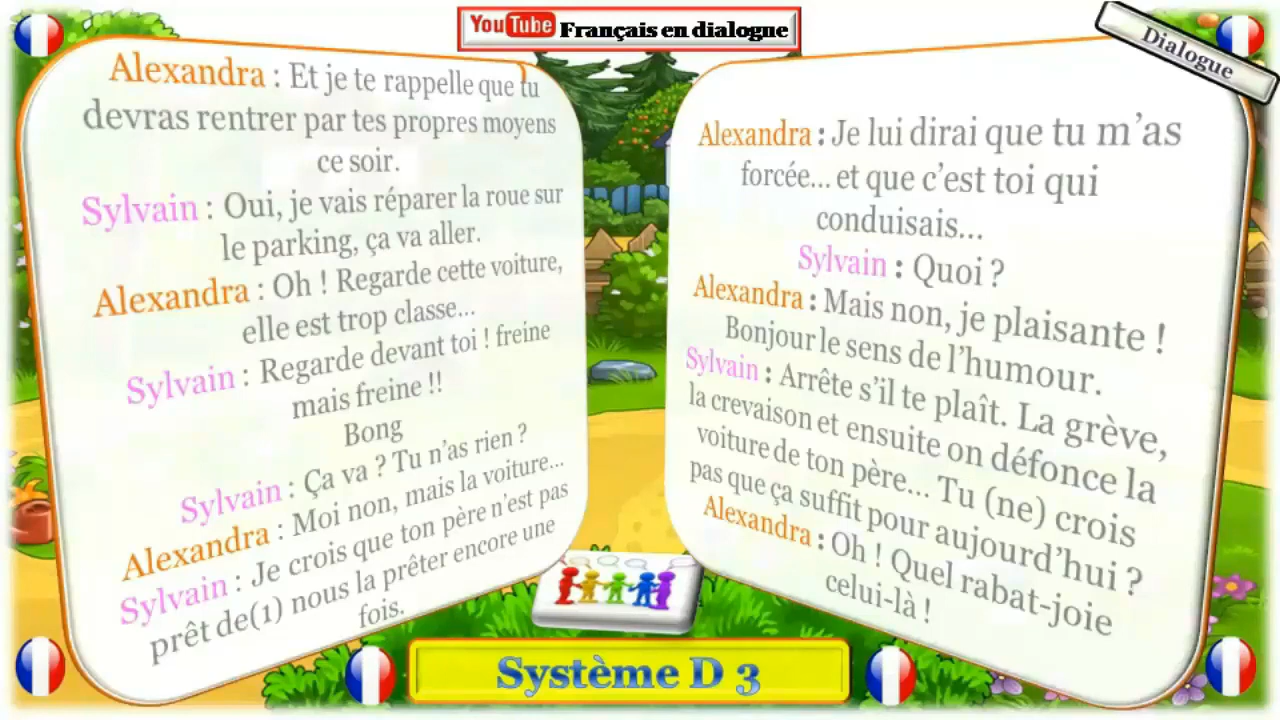 YouTube Français en dialogue
Dialogue
Alexandra : Et je te rappelle que tu
devras rentrer par tes propres moyens
ce soir.
Sylvain : Oui, je vais réparer la roue sur
le parking, ça va aller.
Alexandra : Oh ! Regarde cette voiture,
elle est trop classe...
Sylvain : Regarde devant toi ! freine
mais freine !!
Bong
Sylvain : Ça va ? Tu n'as rien ?
Alexandra : Moi non, mais la voiture...
Sylvain : Je crois que ton père n'est pas
prêt de(1) nous la prêter encore une
fois.
Alexandra : Je lui dirai que tu m'as
forcée... et que c'est toi qui
conduisais...
Sylvain : Quoi ?
Alexandra : Mais non, je plaisante !
Bonjour le sens de l'humour.
Sylvain : Arrête s'il te plaît. La grève,
la crevaison et ensuite on défonce la
voiture de ton père... Tu (ne) crois
pas que ça suffit pour aujourd'hui ?
Alexandra : Oh ! Quel rabat-joie
celui-là !
Système D 3